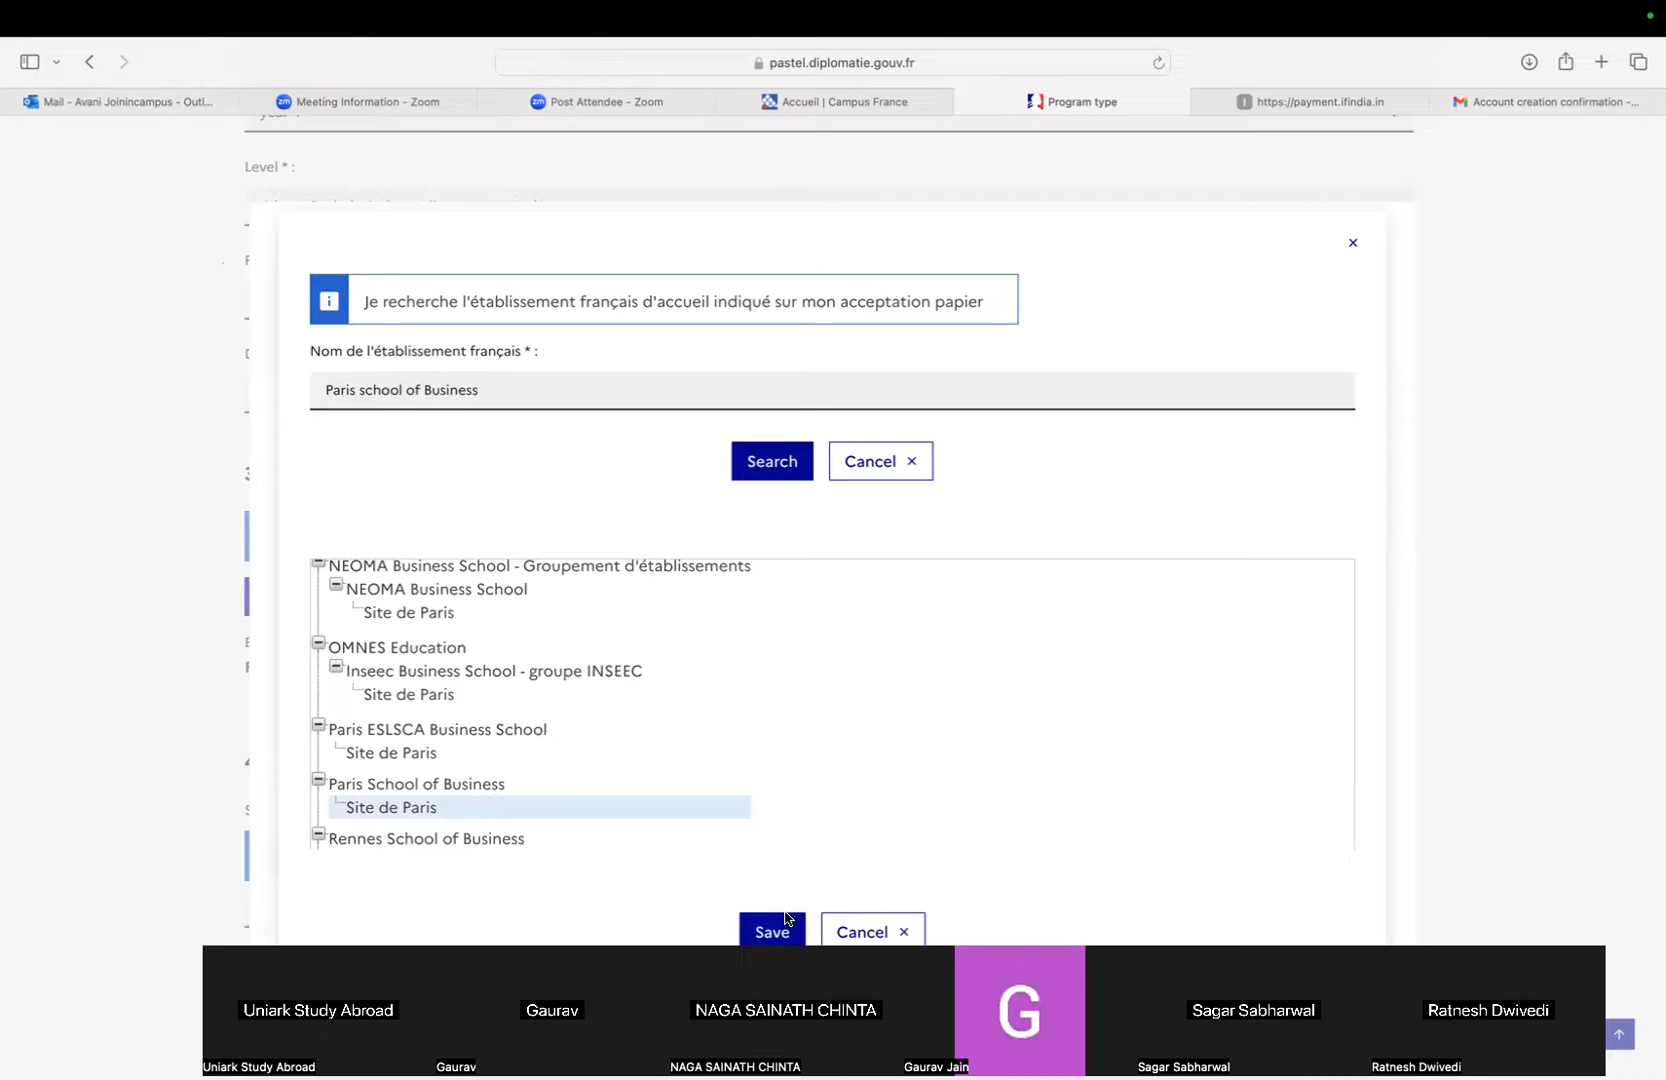 pastel.diplomatie.gouv.fr
Mail - Avani Joinincampus - Outl...
Meeting Information - Zoom
Post Attendee - Zoom
Accueil | Campus France
Program type
https://payment.ifindia.in
Account creation confirmation -...
Level * :
×
Je recherche l'établissement français d'accueil indiqué sur mon acceptation papier
Nom de l'établissement français * :
Paris school of Business
Search
Cancel ×
NEOMA Business School - Groupement d'établissements
NEOMA Business School
Site de Paris
OMNES Education
Inseec Business School - groupe INSEEC
Site de Paris
Paris ESLSCA Business School
Site de Paris
Paris School of Business
Site de Paris
Rennes School of Business
Save
Cancel ×
Uniark Study Abroad
Gaurav
NAGA SAINATH CHINTA
G
Sagar Sabharwal
Ratnesh Dwivedi
Uniark Study Abroad
Gaurav
NAGA SAINATH CHINTA
Gaurav Jain
Sagar Sabharwal
Ratnesh Dwivedi